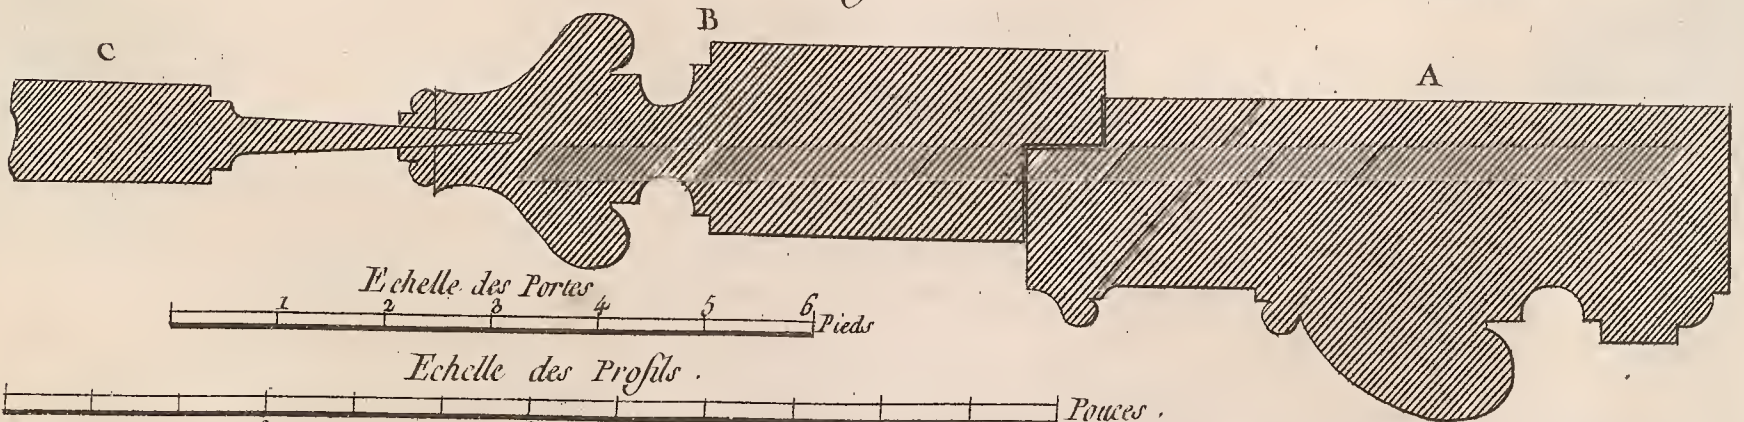 B
C
A
Echelle des Portes
1 2 3 4 5 6 Pieds
Echelle des Profils .
Pouces .